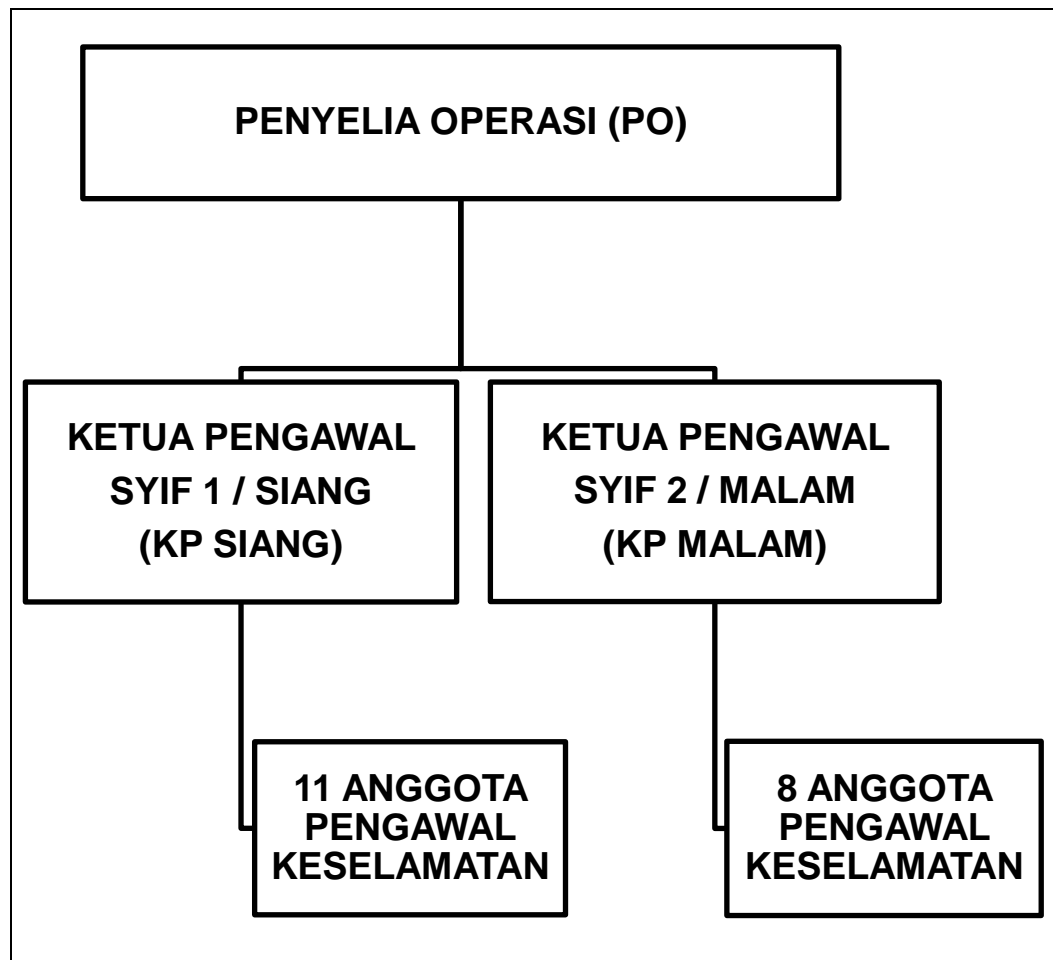 PENYELIA OPERASI (PO)
KETUA PENGAWAL
SYIF 1 / SIANG
(KP SIANG)
KETUA PENGAWAL
SYIF 2 / MALAM
(KP MALAM)
11 ANGGOTA
PENGAWAL
KESELAMATAN
8 ANGGOTA
PENGAWAL
KESELAMATAN